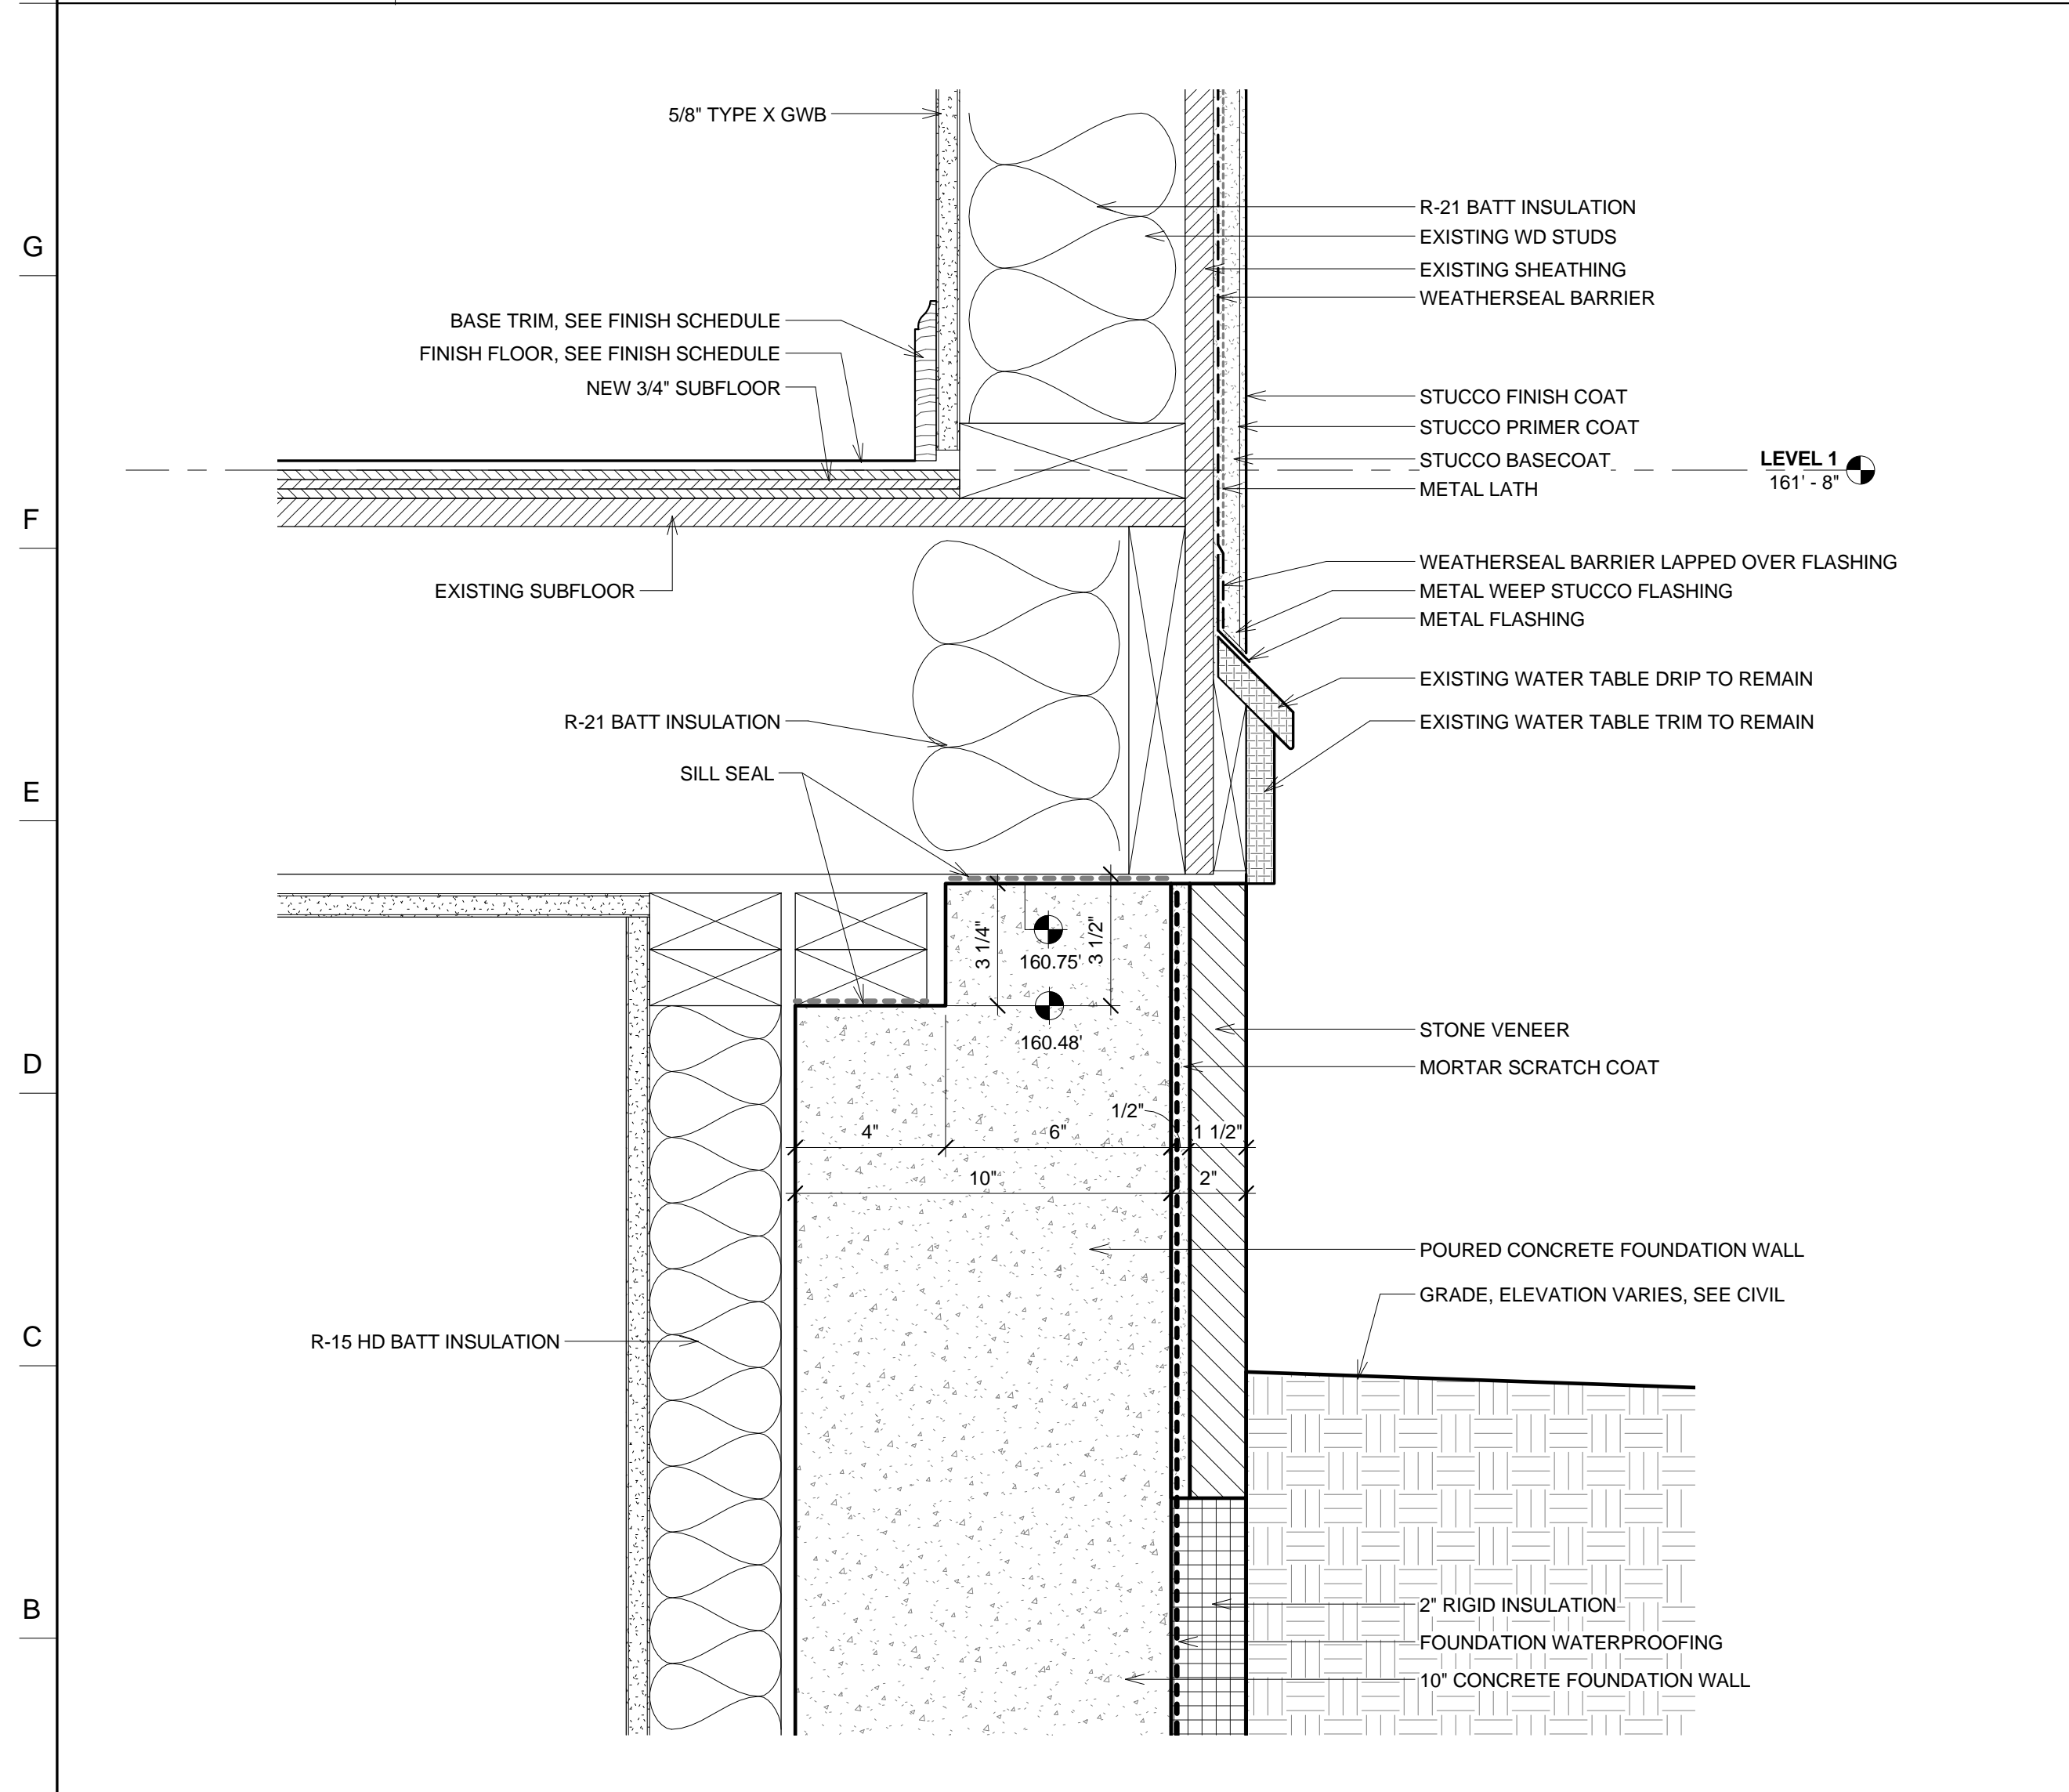 5/8" TYPE X GWB
R-21 BATT INSULATION
EXISTING WD STUDS
G
EXISTING SHEATHING
WEATHERSEAL BARRIER
BASE TRIM, SEE FINISH SCHEDULE
FINISH FLOOR, SEE FINISH SCHEDULE
NEW 3/4" SUBFLOOR
STUCCO FINISH COAT
STUCCO PRIMER COAT
STUCCO BASECOAT
METAL LATH
LEVEL 1
161' - 8"
F
WEATHERSEAL BARRIER LAPPED OVER FLASHING
METAL WEEP STUCCO FLASHING
METAL FLASHING
EXISTING SUBFLOOR
EXISTING WATER TABLE DRIP TO REMAIN
EXISTING WATER TABLE TRIM TO REMAIN
R-21 BATT INSULATION
SILL SEAL
E
3 1/4"
3 1/2"
160.75'
160.48'
STONE VENEER
MORTAR SCRATCH COAT
D
1/2"
4"
6"
1 1/2"
10"
2"
POURED CONCRETE FOUNDATION WALL
GRADE, ELEVATION VARIES, SEE CIVIL
C
R-15 HD BATT INSULATION
B
2" RIGID INSULATION
FOUNDATION WATERPROOFING
10" CONCRETE FOUNDATION WALL